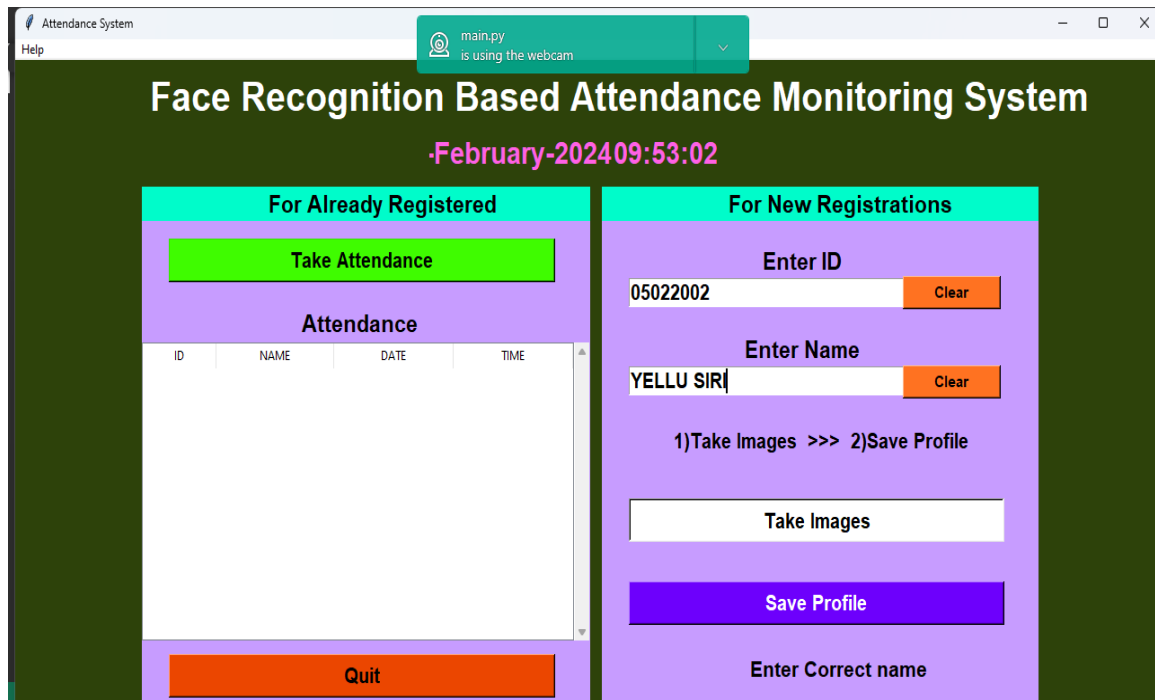 Attendance System
main.py
is using the webcam
Help
Face Recognition Based Attendance Monitoring System
-February-2024 09:53:02
For Already Registered
Take Attendance
Attendance
ID NAME DATE TIME
Quit
For New Registrations
Enter ID
05022002 Clear
Enter Name
YELLU SIRI Clear
1)Take Images >>> 2)Save Profile
Take Images
Save Profile
Enter Correct name